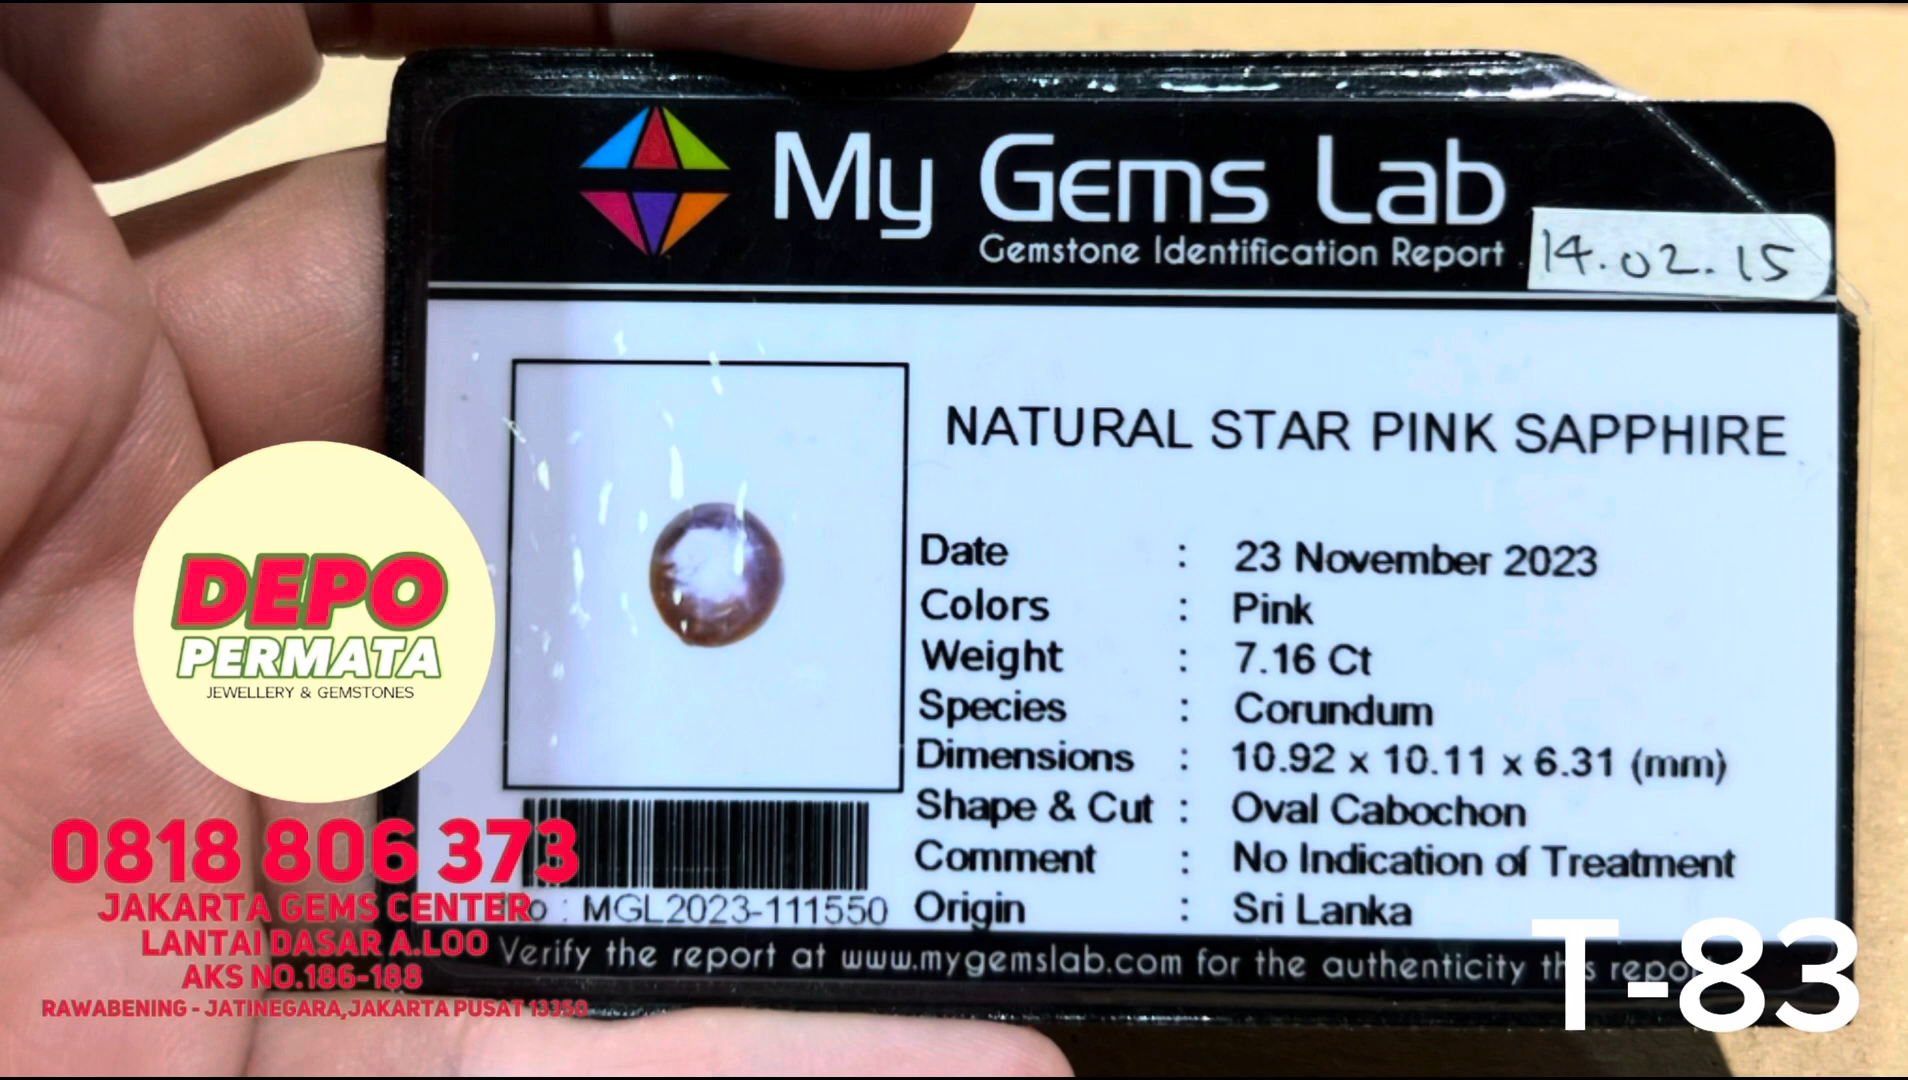 My Gems Lab
Gemstone Identification Report
14.02.15
NATURAL STAR PINK SAPPHIRE
Date : 23 November 2023
Colors : Pink
Weight : 7.16 Ct
Species : Corundum
Dimensions : 10.92 x 10.11 x 6.31 (mm)
Shape & Cut : Oval Cabochon
Comment : No Indication of Treatment
Origin : Sri Lanka
: MGL2023-111550
Verify the report at www.mygemslab.com for the authenticity this
DEPO
PERMATA
JEWELLERY & GEMSTONES
0818 806 373
JAKARTA GEMS CENTER
LANTAI DASAR A.LOO
AKS NO.186-188
RAWABENING - JATINEGARA,JAKARTA PUSAT 13350
T-83